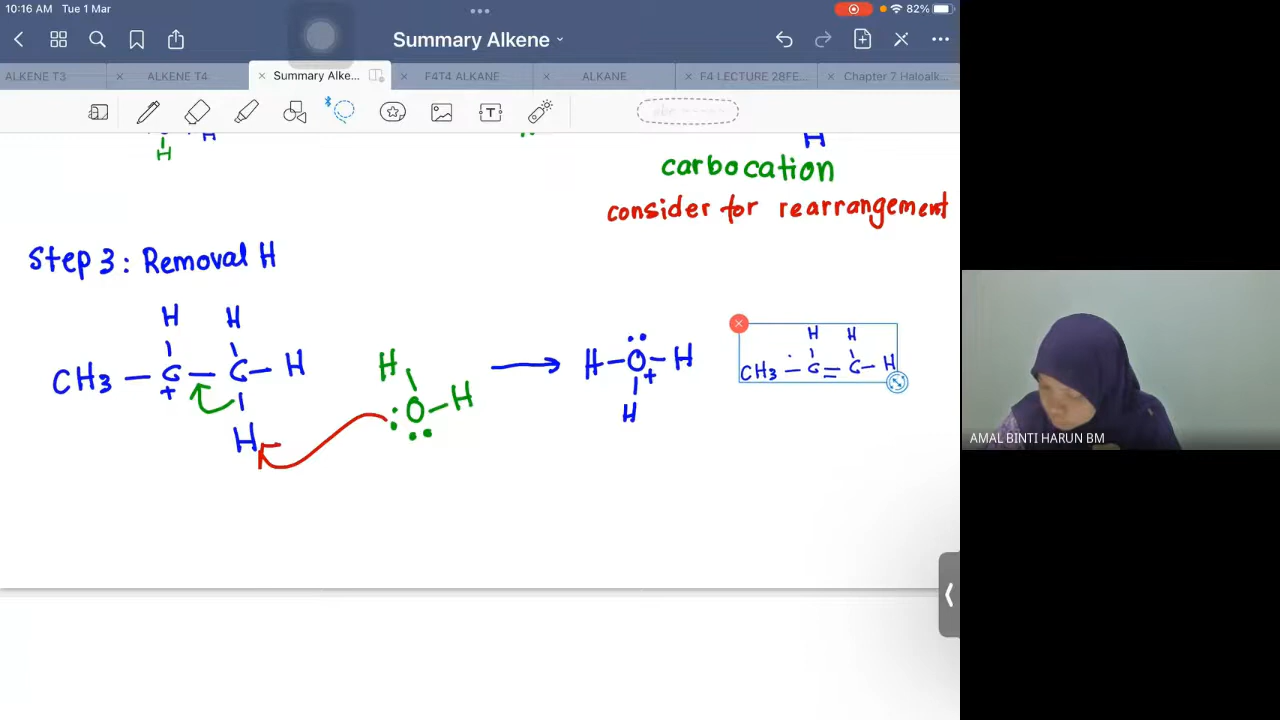 10:16 AM Tue 1 Mar
82%
Summary Alkene
ALKENE T3
ALKENE T4
Summary Alke...
F4T4 ALKANE
ALKANE
F4 LECTURE 28FE...
Chapter 7 Haloalk...
T
H
H
H
H
carbocation
consider for rearrangement
Step 3: Removal H
H H
CH3 — C — C — H
+
H
H
:O — H
H — O — H
+
H
H H
CH3 — C = C — H
AMAL BINTI HARUN BM